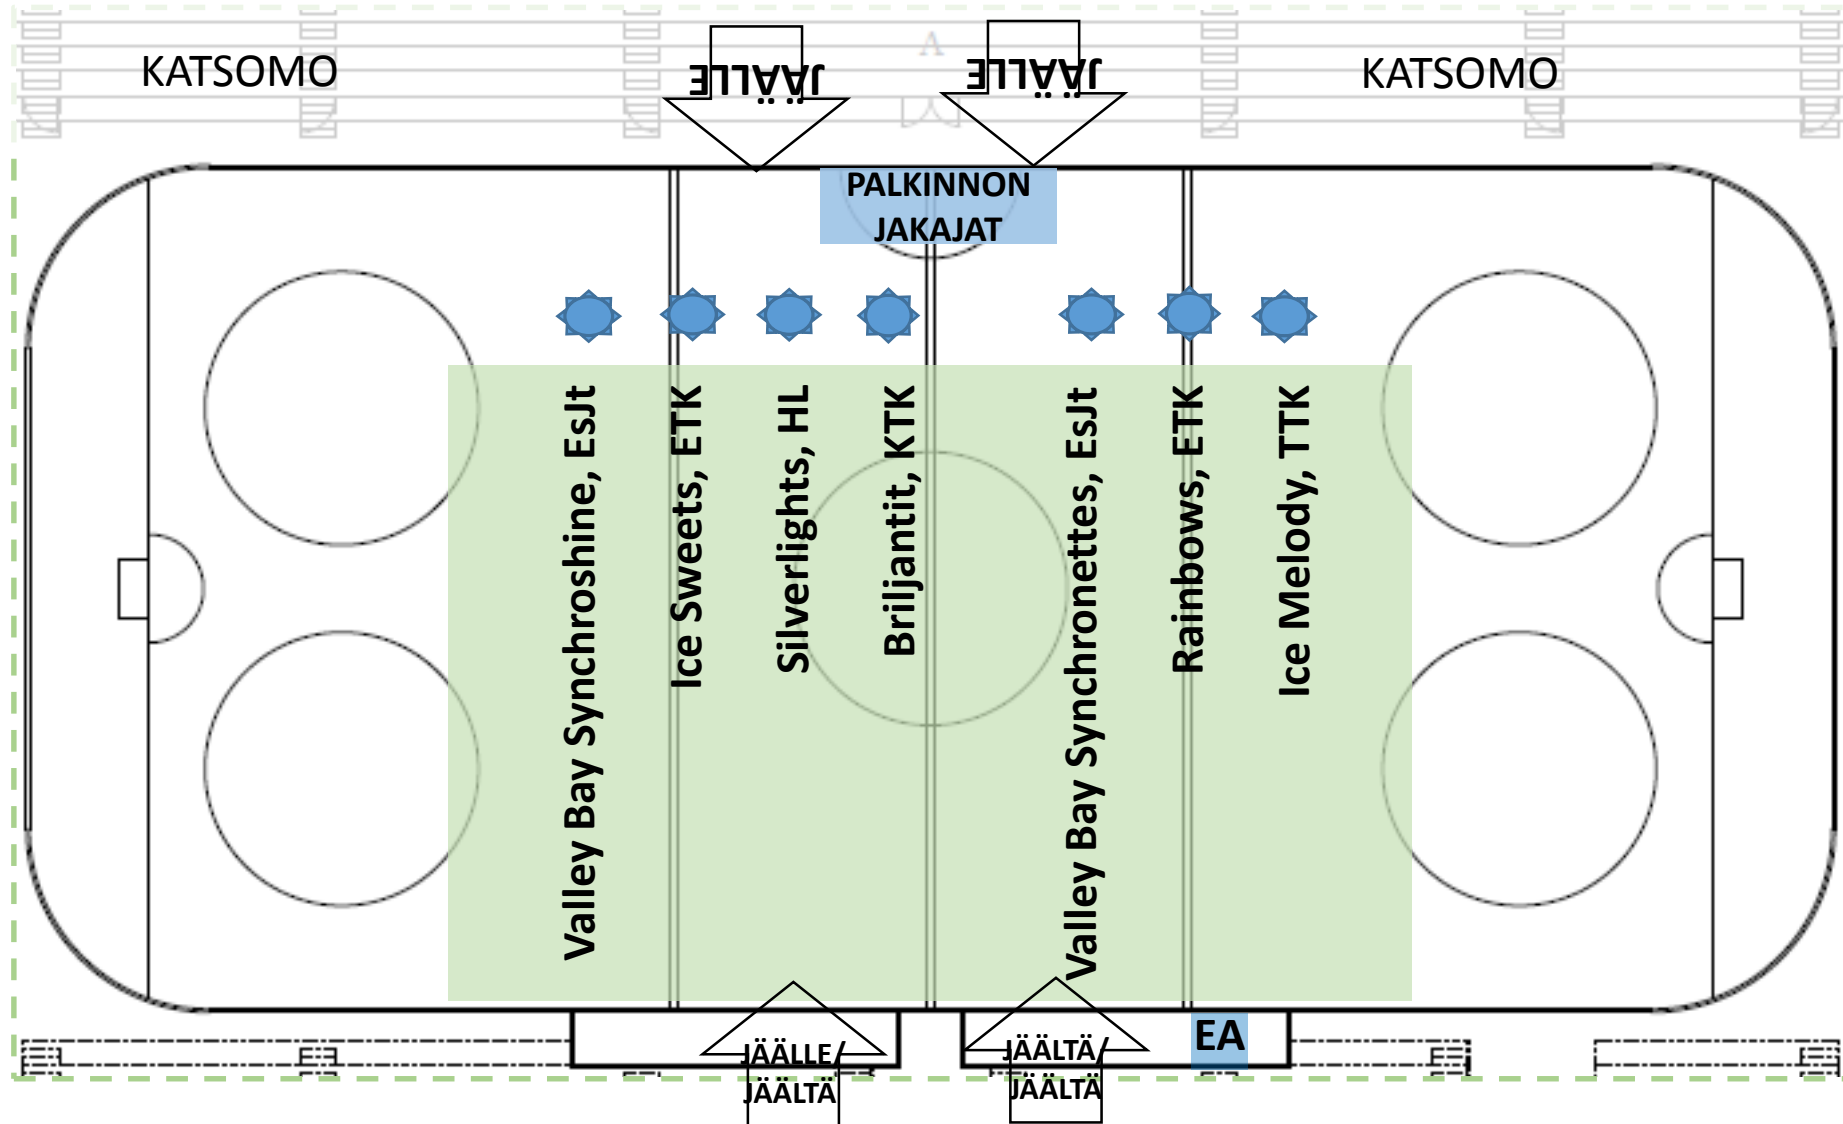 KATSOMO
JÄÄLLE
JÄÄLLE
KATSOMO
PALKINNON
JAKAJAT
Valley Bay Synchroshine, EsJt
Ice Sweets, ETK
Silverlights, HL
Briljantit, KTK
Valley Bay Synchronettes, EsJt
Rainbows, ETK
Ice Melody, TTK
JÄÄLLE/
JÄÄLTÄ
JÄÄLTÄ/
JÄÄLTÄ
EA